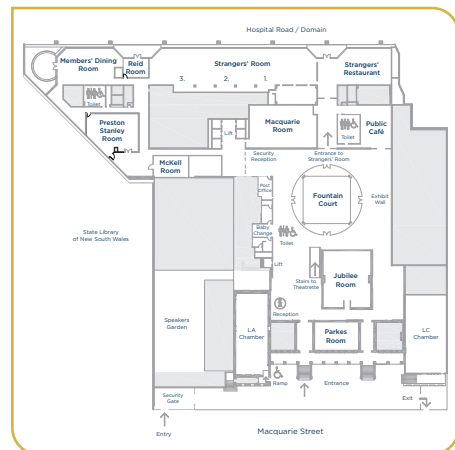 Hospital Road / Domain
Members' Dining
Room
Reid
Room
Strangers' Room
Strangers'
Restaurant
3.
2.
1.
Toilet
Preston
Stanley
Room
Lift
Macquarie
Room
Toilet
Public
Café
McKell
Room
Security
Reception
Entrance to
Strangers' Room
Post
Office
Fountain
Court
Exhibit
Wall
State Library
of New South Wales
Baby
Change
Toilet
Lift
Stairs to
Theatrette
Jubilee
Room
Reception
Speakers
Garden
LA
Chamber
Parkes
Room
LC
Chamber
Ramp
Entrance
Security
Gate
Exit
Entry
Macquarie Street